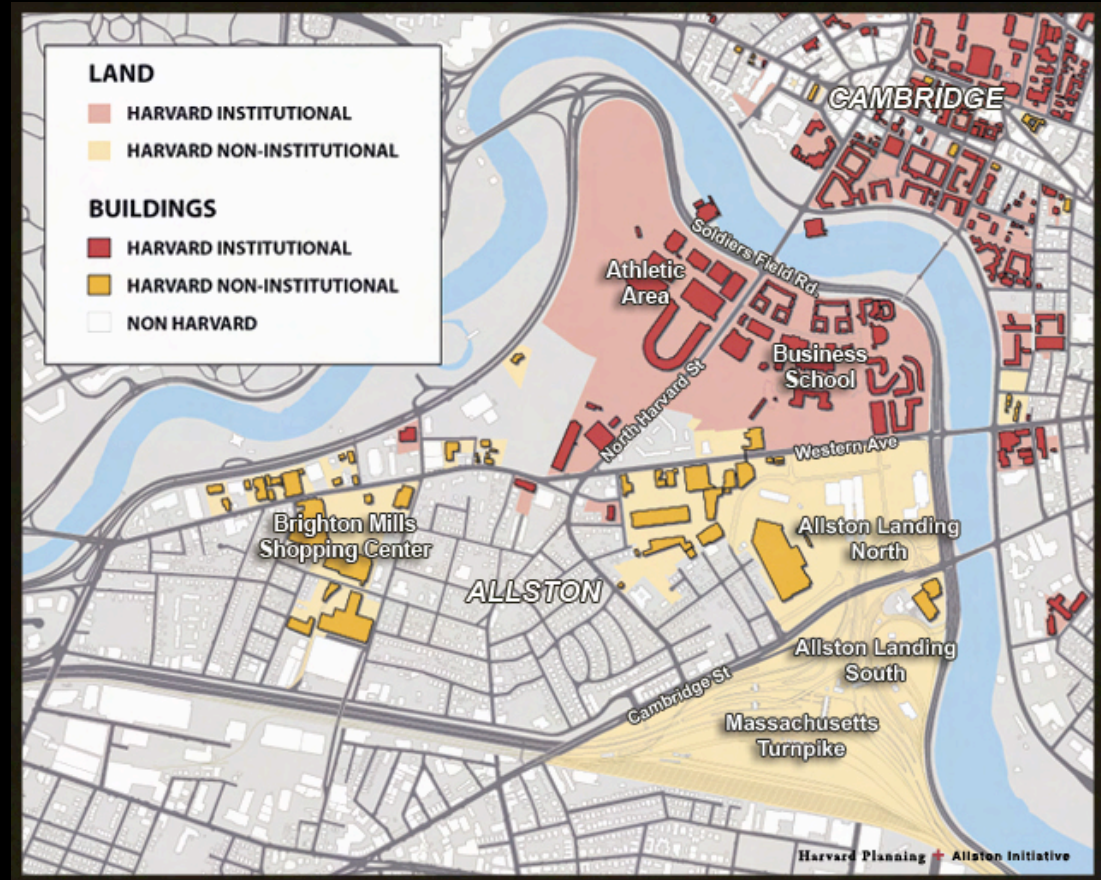 LAND
HARVARD INSTITUTIONAL
HARVARD NON-INSTITUTIONAL
BUILDINGS
HARVARD INSTITUTIONAL
HARVARD NON-INSTITUTIONAL
NON HARVARD
CAMBRIDGE
Soldiers Field Rd.
Athletic
Area
Business
School
North Harvard St
Western Ave
Brighton Mills
Shopping Center
Allston Landing
North
ALLSTON
Allston Landing
South
Cambridge St
Massachusetts
Turnpike
Harvard Planning + Allston Initiative